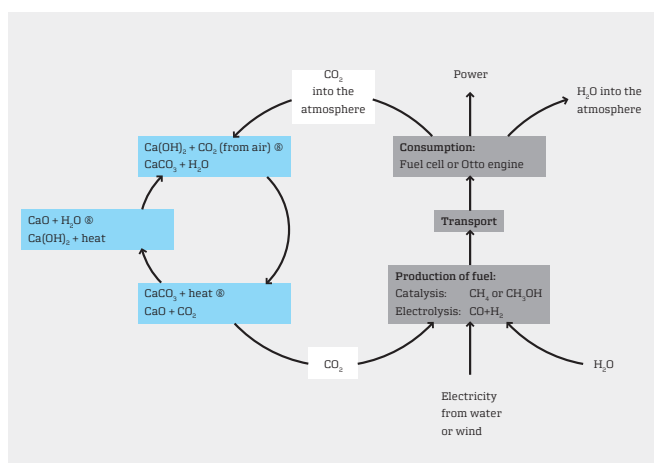 CO₂
into the
atmosphere
Power
H₂O into the
atmosphere
Ca(OH)₂ + CO₂ (from air) ®
CaCO₃ + H₂O
Consumption:
Fuel cell or Otto engine
CaO + H₂O ®
Ca(OH)₂ + heat
Transport
CaCO₃ + heat ®
CaO + CO₂
Production of fuel:
Catalysis: CH₄ or CH₃OH
Electrolysis: CO+H₂
CO₂
H₂O
Electricity
from water
or wind